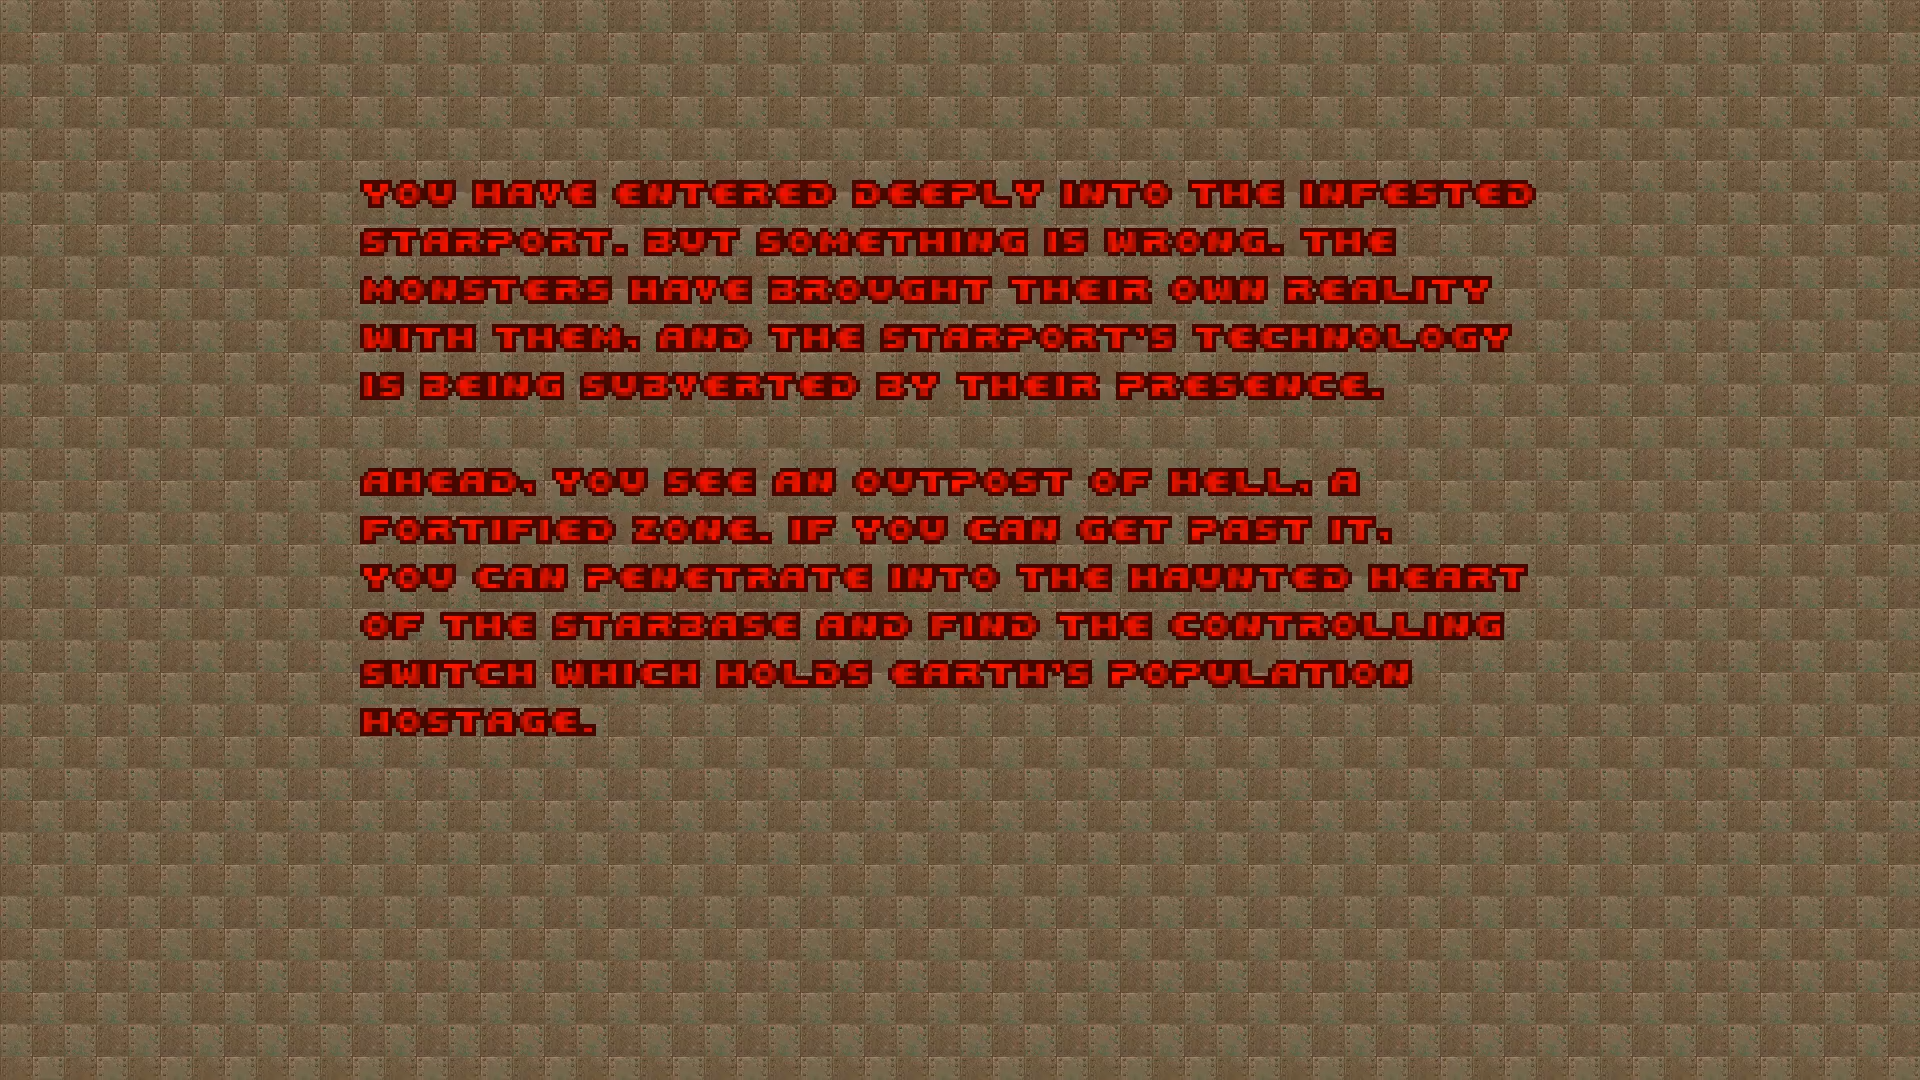 YOU HAVE ENTERED DEEPLY INTO THE INFESTED
STARPORT. BUT SOMETHING IS WRONG. THE
MONSTERS HAVE BROUGHT THEIR OWN REALITY
WITH THEM, AND THE STARPORT'S TECHNOLOGY
IS BEING SUBVERTED BY THEIR PRESENCE.

AHEAD, YOU SEE AN OUTPOST OF HELL, A
FORTIFIED ZONE. IF YOU CAN GET PAST IT,
YOU CAN PENETRATE INTO THE HAUNTED HEART
OF THE STARBASE AND FIND THE CONTROLLING
SWITCH WHICH HOLDS EARTH'S POPULATION
HOSTAGE.